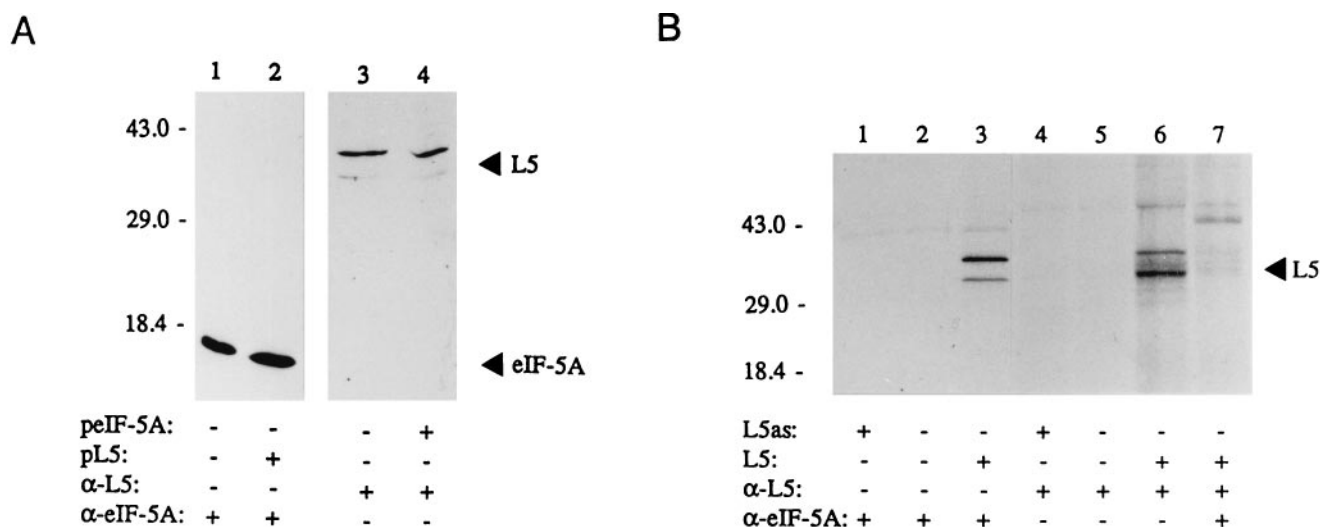 A
B
1 2 3 4
43.0 -
29.0 -
18.4 -
L5
eIF-5A
peIF-5A: - - - +
pL5: - + - -
α-L5: - - + +
α-eIF-5A: + + - -
1 2 3 4 5 6 7
43.0 -
29.0 -
18.4 -
L5
L5as: + - - + - - -
L5: - - + - - + +
α-L5: - - - + + + +
α-eIF-5A: + + + - - - +